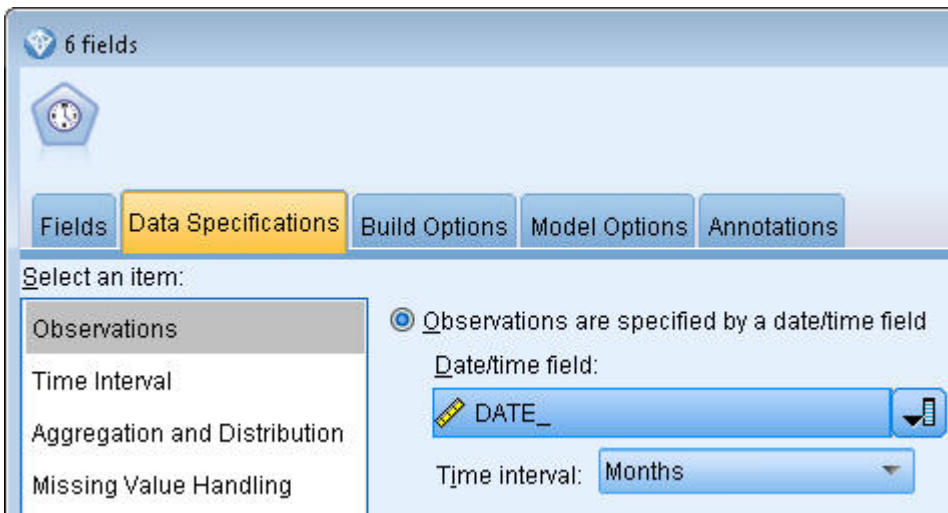 6 fields
Fields Data Specifications Build Options Model Options Annotations
Select an item:
Observations
Time Interval
Aggregation and Distribution
Missing Value Handling
Observations are specified by a date/time field
Date/time field:
DATE_
Time interval: Months